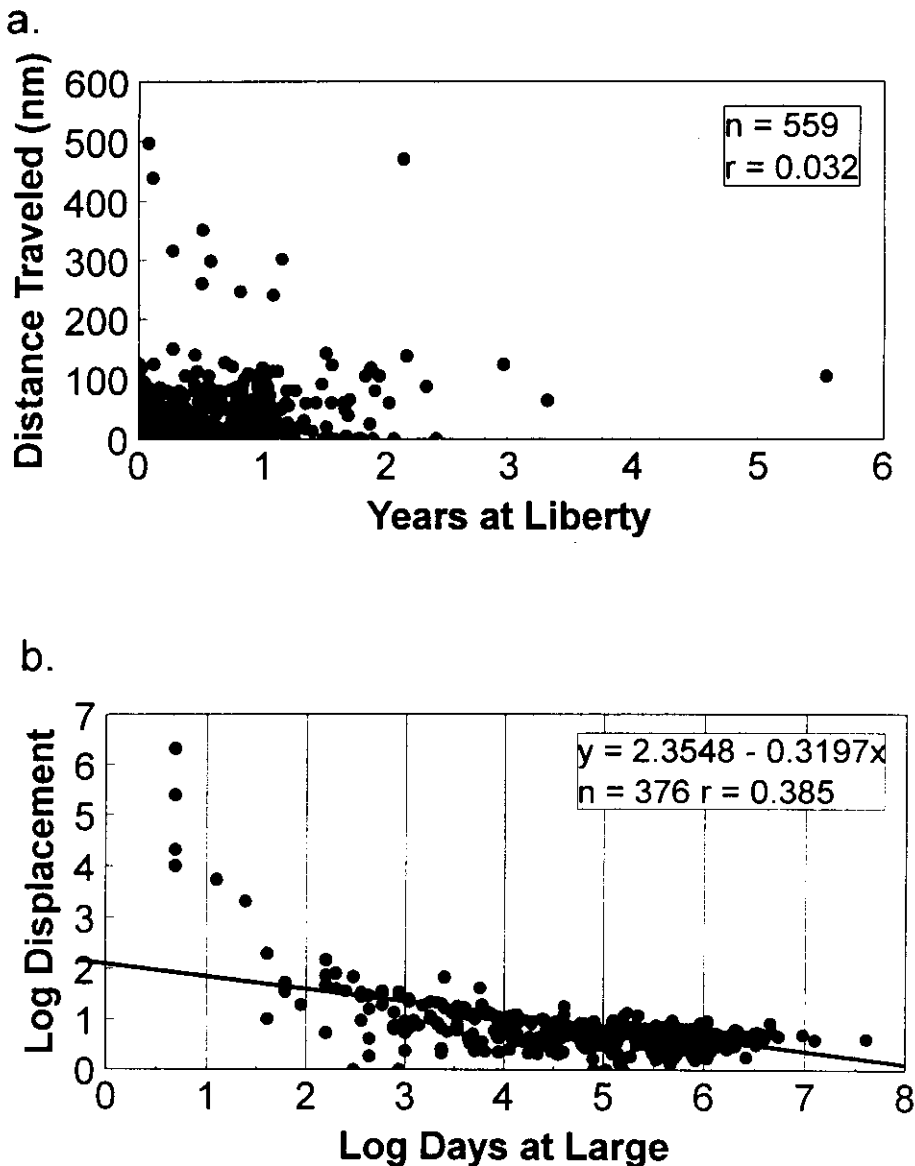 a.
Distance Traveled (nm)
600
500
400
300
200
100
0
n = 559
r = 0.032
0 1 2 3 4 5 6
Years at Liberty
b.
Log Displacement
7
6
5
4
3
2
1
0
y = 2.3548 - 0.3197x
n = 376 r = 0.385
0 1 2 3 4 5 6 7 8
Log Days at Large